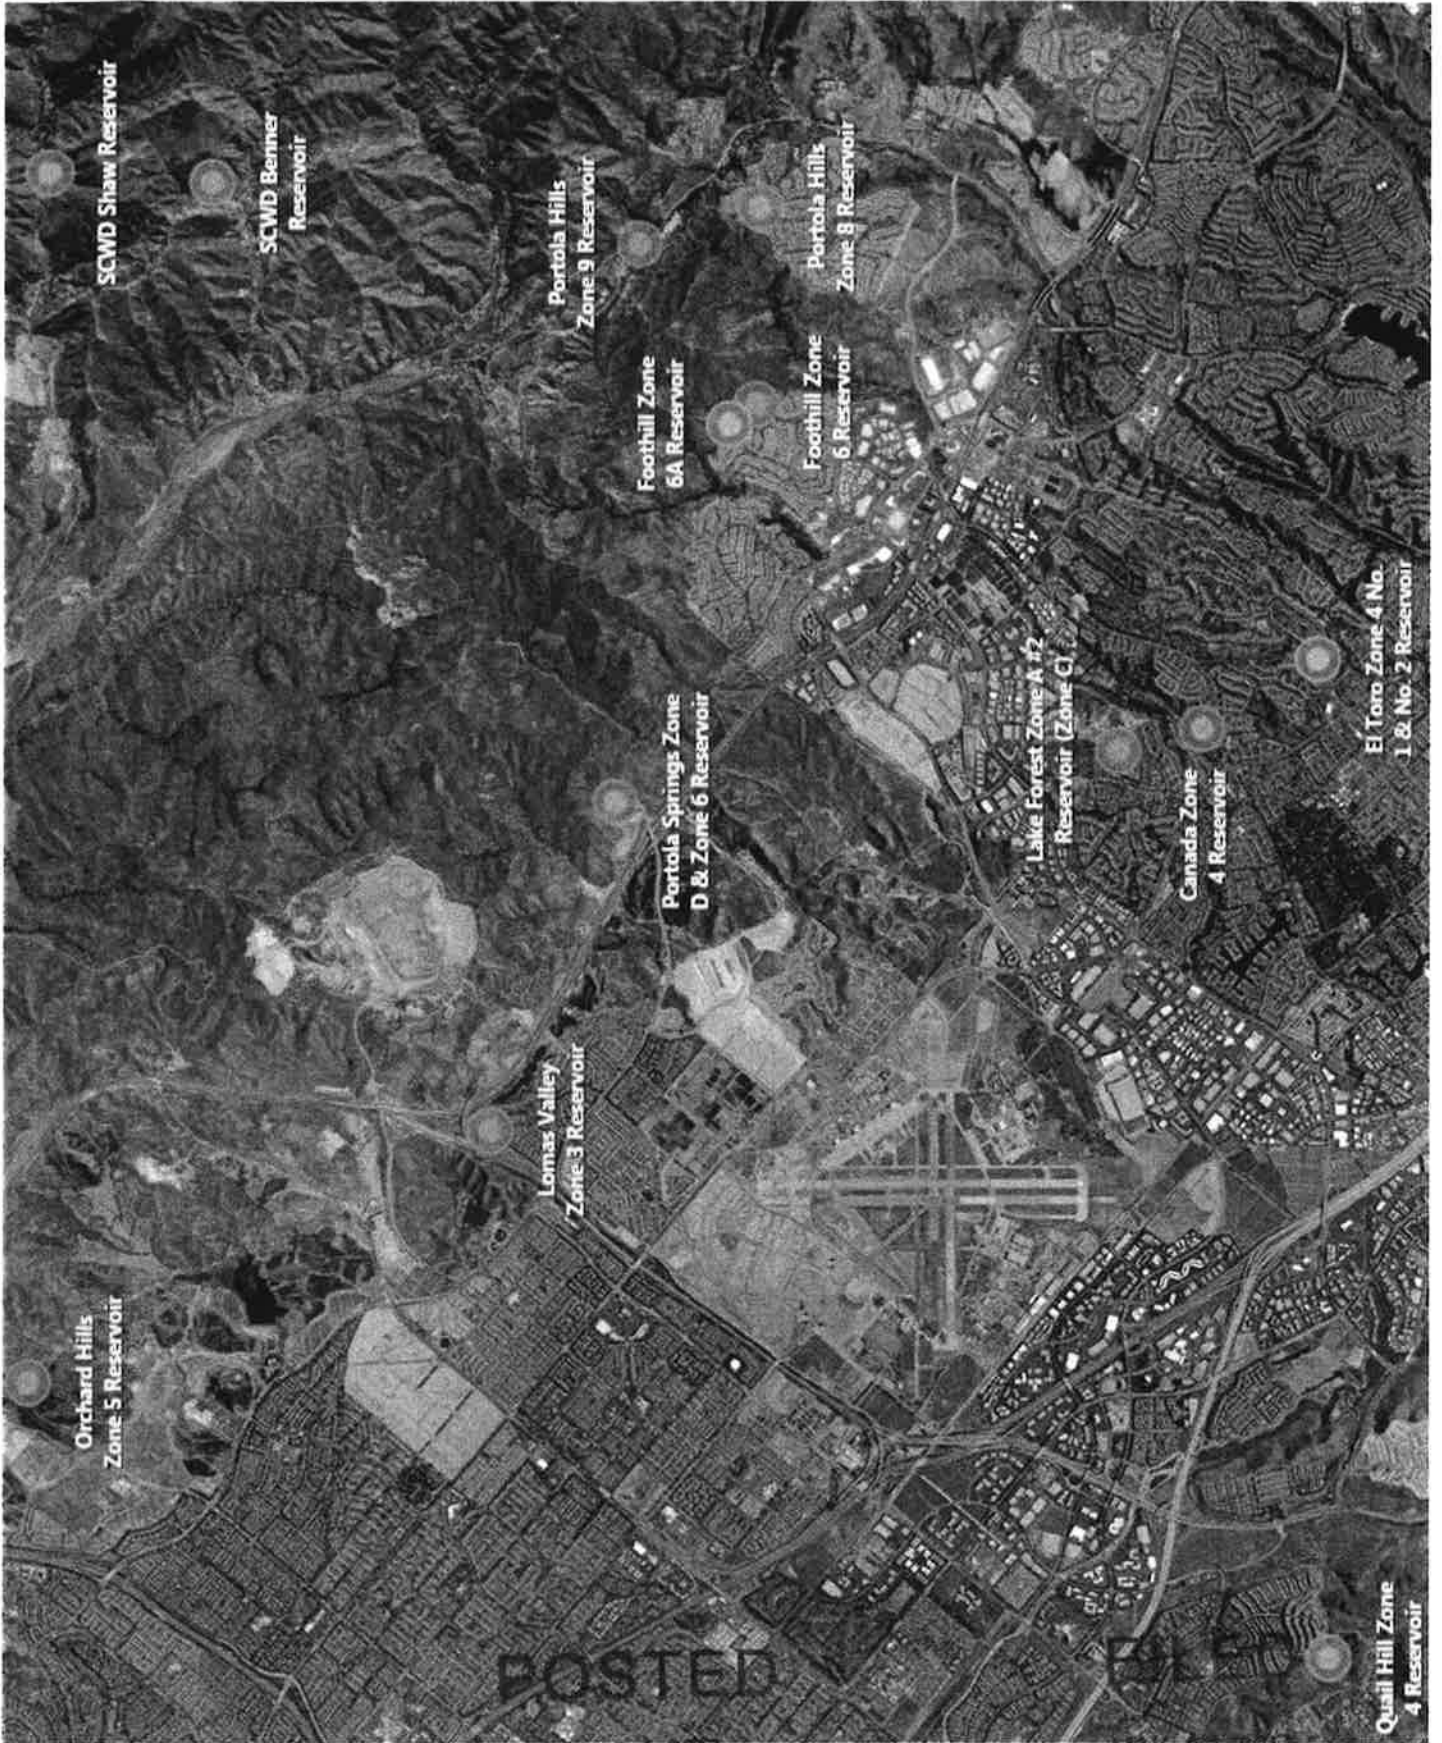 SCWD Shaw Reservoir
SCWD Benner
Reservoir
Portola Hills
Zone 9 Reservoir
Portola Hills
Zone 8 Reservoir
Foothill Zone
6A Reservoir
Foothill Zone
6 Reservoir
Portola Springs Zone
D & Zone 6 Reservoir
Lake Forest Zone A #2
Reservoir (Zone C)
El Toro Zone 4 No.
1 & No. 2 Reservoir
Canada Zone
4 Reservoir
Lomas Valley
Zone 3 Reservoir
Orchard Hills
Zone 5 Reservoir
Quail Hill Zone
4 Reservoir
POSTED
FILED